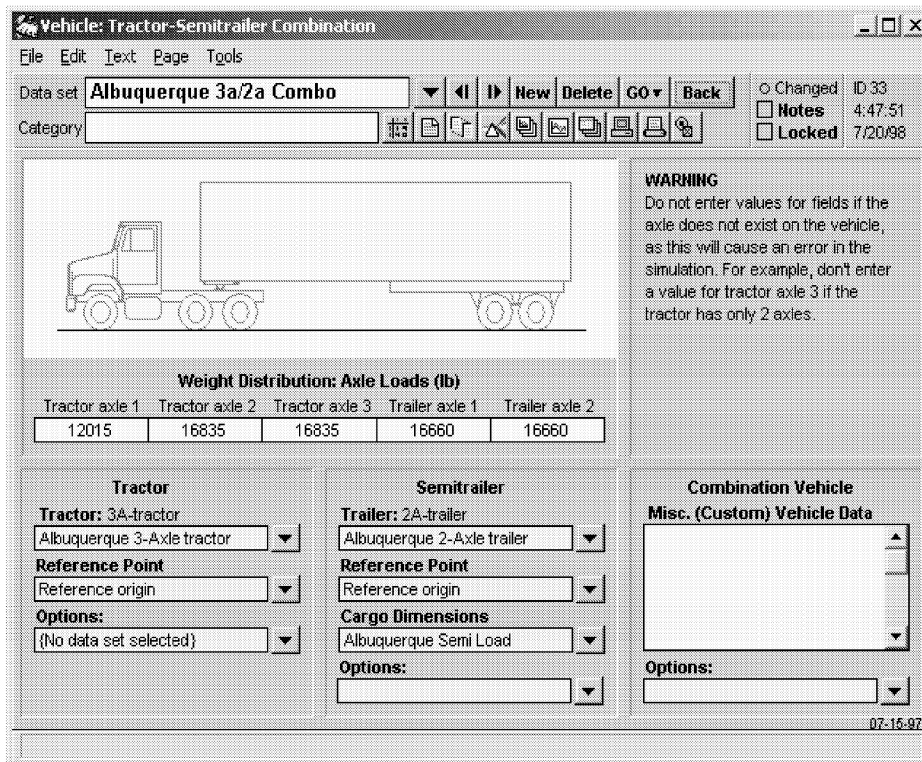 Vehicle: Tractor-Semitrailer Combination
File Edit Text Page Tools
Data set Albuquerque 3a/2a Combo New Delete GO Back Changed ID 33
Notes 4:47:51
Category Locked 7/20/98
WARNING
Do not enter values for fields if the
axle does not exist on the vehicle,
as this will cause an error in the
simulation. For example, don't enter
a value for tractor axle 3 if the
tractor has only 2 axles.
Weight Distribution: Axle Loads (lb)
Tractor axle 1 Tractor axle 2 Tractor axle 3 Trailer axle 1 Trailer axle 2
12015 16835 16835 16660 16660
Tractor
Tractor: 3A-tractor
Albuquerque 3-Axle tractor
Reference Point
Reference origin
Options:
{No data set selected}
Semitrailer
Trailer: 2A-trailer
Albuquerque 2-Axle trailer
Reference Point
Reference origin
Cargo Dimensions
Albuquerque Semi Load
Options:
Combination Vehicle
Misc. (Custom) Vehicle Data
Options:
07-15-97